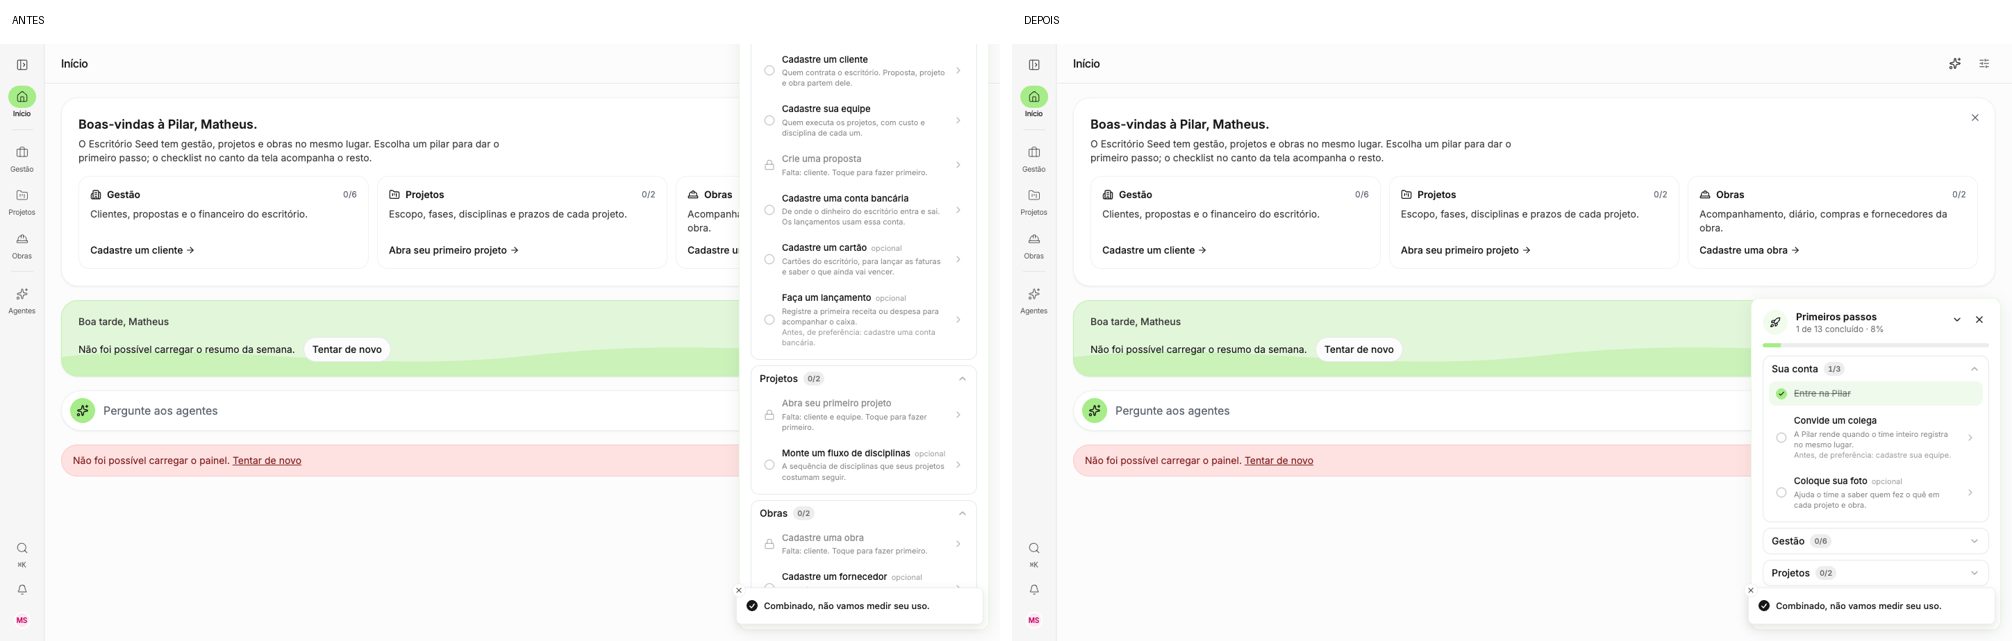 ANTES
Início
Início
Gestão
Projetos
Obras
Agentes
⌘K
MS
Boas-vindas à Pilar, Matheus.
O Escritório Seed tem gestão, projetos e obras no mesmo lugar. Escolha um pilar para dar o
primeiro passo; o checklist no canto da tela acompanha o resto.
Gestão 0/6
Clientes, propostas e o financeiro do escritório.
Cadastre um cliente →
Projetos 0/2
Escopo, fases, disciplinas e prazos de cada projeto.
Abra seu primeiro projeto →
Obras
Acompanha
obra.
Cadastre u
Boa tarde, Matheus
Não foi possível carregar o resumo da semana. Tentar de novo
Pergunte aos agentes
Não foi possível carregar o painel. Tentar de novo
Cadastre um cliente
Quem contrata o escritório. Proposta, projeto
e obra partem dele.
Cadastre sua equipe
Quem executa os projetos, com custo e
disciplina de cada um.
Crie uma proposta
Falta: cliente. Toque para fazer primeiro.
Cadastre uma conta bancária
De onde o dinheiro do escritório entra e sai.
Os lançamentos usam essa conta.
Cadastre um cartão opcional
Cartões do escritório, para lançar as faturas
e saber o que ainda vai vencer.
Faça um lançamento opcional
Registre a primeira receita ou despesa para
acompanhar o caixa.
Antes, de preferência: cadastre uma conta
bancária.
Projetos 0/2
Abra seu primeiro projeto
Falta: cliente e equipe. Toque para fazer
primeiro.
Monte um fluxo de disciplinas opcional
A sequência de disciplinas que seus projetos
costumam seguir.
Obras 0/2
Cadastre uma obra
Falta: cliente. Toque para fazer primeiro.
Cadastre um fornecedor opcional
Combinado, não vamos medir seu uso.
DEPOIS
Início
Início
Gestão
Projetos
Obras
Agentes
⌘K
MS
Boas-vindas à Pilar, Matheus.
O Escritório Seed tem gestão, projetos e obras no mesmo lugar. Escolha um pilar para dar o
primeiro passo; o checklist no canto da tela acompanha o resto.
Gestão 0/6
Clientes, propostas e o financeiro do escritório.
Cadastre um cliente →
Projetos 0/2
Escopo, fases, disciplinas e prazos de cada projeto.
Abra seu primeiro projeto →
Obras 0/2
Acompanhamento, diário, compras e fornecedores da
obra.
Cadastre uma obra →
Boa tarde, Matheus
Não foi possível carregar o resumo da semana. Tentar de novo
Pergunte aos agentes
Não foi possível carregar o painel. Tentar de novo
Primeiros passos
1 de 13 concluído · 8%
Sua conta 1/3
Entre na Pilar
Convide um colega
A Pilar rende quando o time inteiro registra
no mesmo lugar.
Antes, de preferência: cadastre sua equipe.
Coloque sua foto opcional
Ajuda o time a saber quem fez o quê em
cada projeto e obra.
Gestão 0/6
Projetos 0/2
Combinado, não vamos medir seu uso.